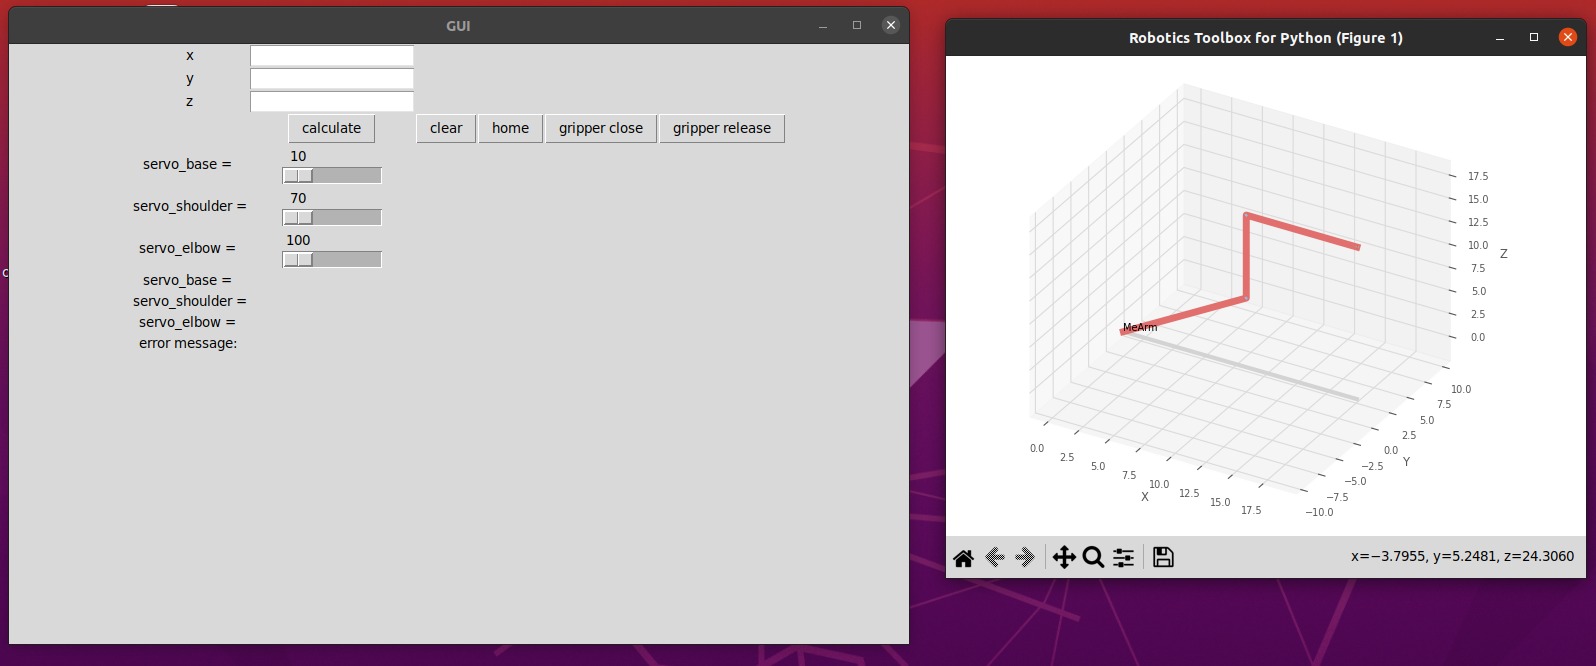 GUI
x
y
z
calculate clear home gripper close gripper release
10
servo_base =
70
servo_shoulder =
100
servo_elbow =
servo_base =
servo_shoulder =
servo_elbow =
error message:
Robotics Toolbox for Python (Figure 1)
MeArm
17.5
15.0
12.5
10.0
7.5
5.0
2.5
0.0
Z
10.0
7.5
5.0
2.5
0.0
−2.5
−5.0
−7.5
−10.0
Y
0.0
2.5
5.0
7.5
10.0
12.5
15.0
17.5
X
x=−3.7955, y=5.2481, z=24.3060